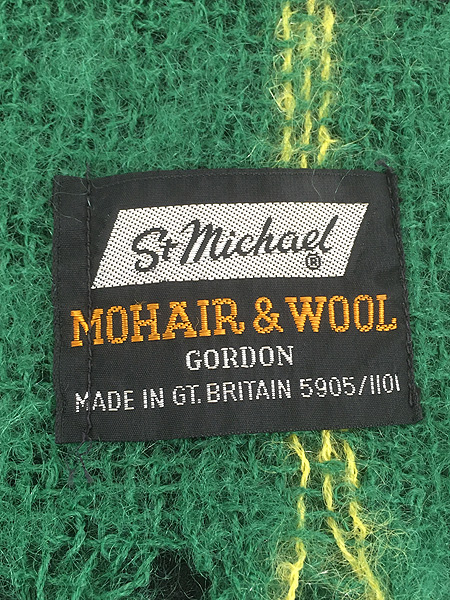 St Michael ®
MOHAIR & WOOL
GORDON
MADE IN GT. BRITAIN 5905/1101